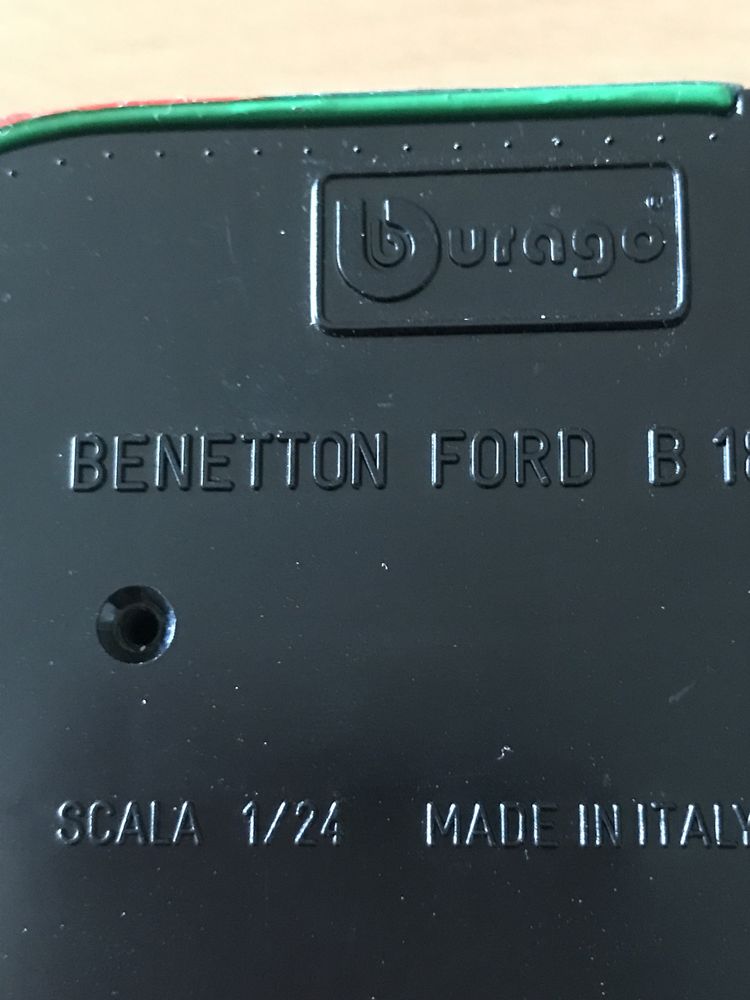 burago®
BENETTON FORD B 18
SCALA 1/24 MADE IN ITALY